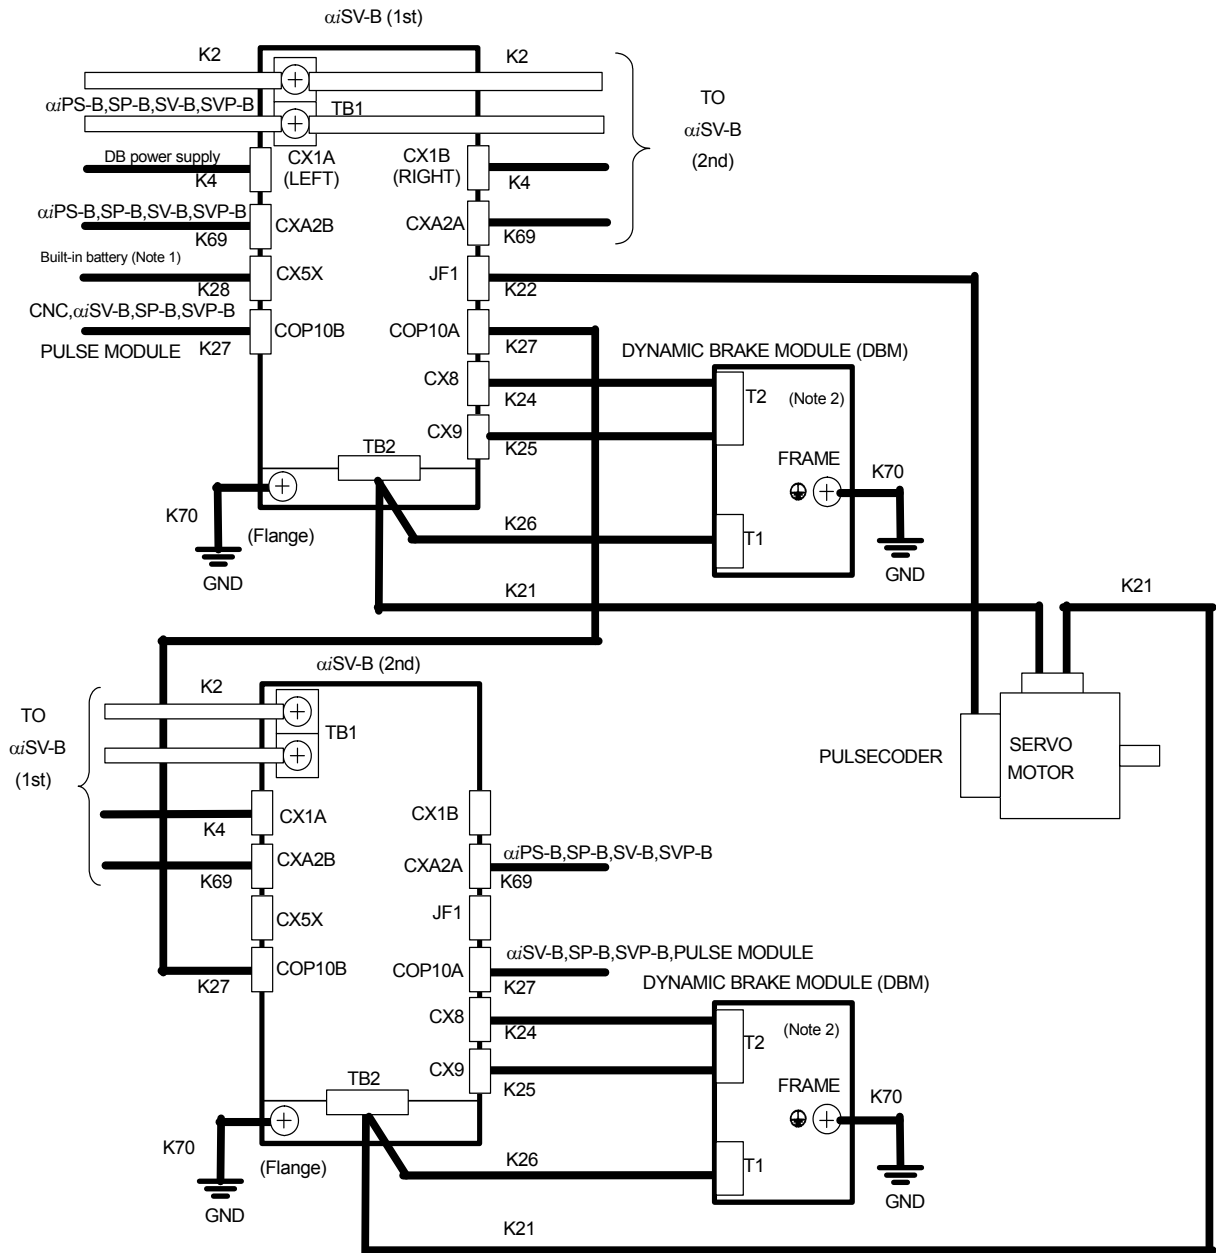 αiSV-B (1st)
K2
K2
αiPS-B,SP-B,SV-B,SVP-B
TB1
TO
αiSV-B
(2nd)
DB power supply
K4
CX1A
(LEFT)
CX1B
(RIGHT)
K4
αiPS-B,SP-B,SV-B,SVP-B
K69
CXA2B
CXA2A
K69
Built-in battery (Note 1)
K28
CX5X
JF1
K22
CNC,αiSV-B,SP-B,SVP-B
PULSE MODULE
K27
COP10B
COP10A
K27
DYNAMIC BRAKE MODULE (DBM)
CX8
K24
T2
(Note 2)
CX9
K25
TB2
FRAME
K70
K70
(Flange)
GND
K26
T1
GND
K21
K21
αiSV-B (2nd)
K2
TB1
TO
αiSV-B
(1st)
PULSECODER
SERVO
MOTOR
K4
CX1A
CX1B
K69
CXA2B
CXA2A
αiPS-B,SP-B,SV-B,SVP-B
K69
CX5X
JF1
K27
COP10B
COP10A
αiSV-B,SP-B,SVP-B,PULSE MODULE
K27
DYNAMIC BRAKE MODULE (DBM)
CX8
K24
T2
(Note 2)
CX9
K25
TB2
FRAME
K70
K70
(Flange)
GND
K26
T1
GND
K21